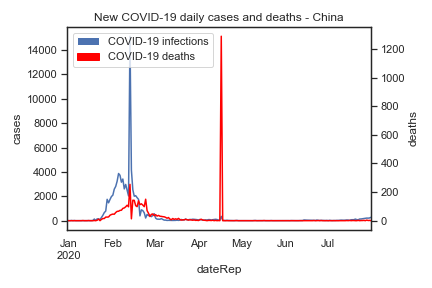 New COVID-19 daily cases and deaths - China
COVID-19 infections
COVID-19 deaths
14000
12000
10000
8000
6000
4000
2000
0
cases
1200
1000
800
600
400
200
0
deaths
Jan Feb Mar Apr May Jun Jul
2020
dateRep